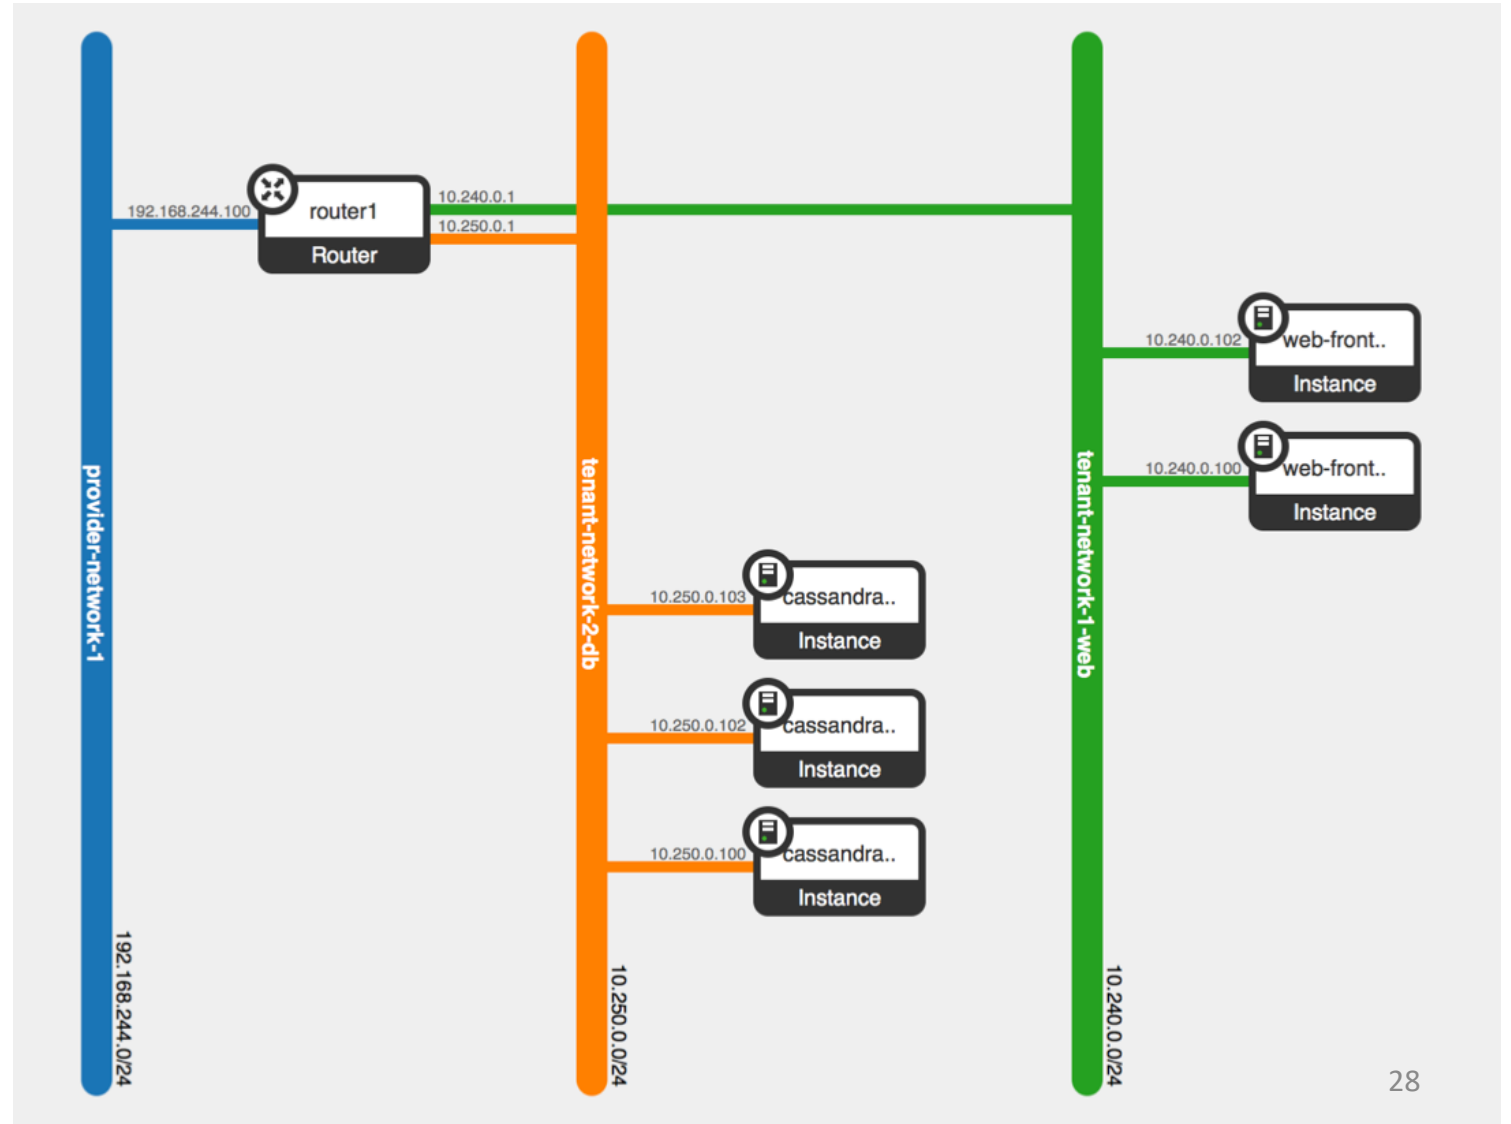 192.168.244.100
router1
Router
10.240.0.1
10.250.0.1
10.240.0.102
web-front..
Instance
10.240.0.100
web-front..
Instance
provider-network-1
tenant-network-2-db
tenant-network-1-web
10.250.0.103
cassandra..
Instance
10.250.0.102
cassandra..
Instance
10.250.0.100
cassandra..
Instance
192.168.244.0/24
10.250.0.0/24
10.240.0.0/24
28